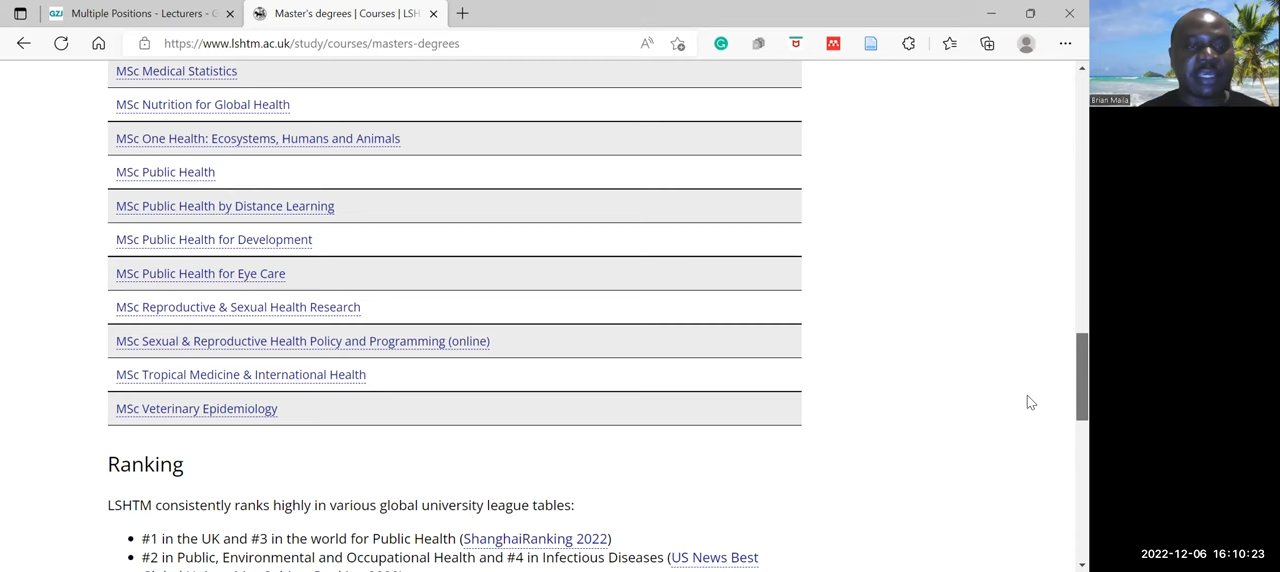 GZJ Multiple Positions - Lecturers - G
Master's degrees | Courses | LSH
https://www.lshtm.ac.uk/study/courses/masters-degrees
Brian Maila
MSc Medical Statistics
MSc Nutrition for Global Health
MSc One Health: Ecosystems, Humans and Animals
MSc Public Health
MSc Public Health by Distance Learning
MSc Public Health for Development
MSc Public Health for Eye Care
MSc Reproductive & Sexual Health Research
MSc Sexual & Reproductive Health Policy and Programming (online)
MSc Tropical Medicine & International Health
MSc Veterinary Epidemiology
Ranking
LSHTM consistently ranks highly in various global university league tables:
#1 in the UK and #3 in the world for Public Health (ShanghaiRanking 2022)
#2 in Public, Environmental and Occupational Health and #4 in Infectious Diseases (US News Best
2022-12-06 16:10:23